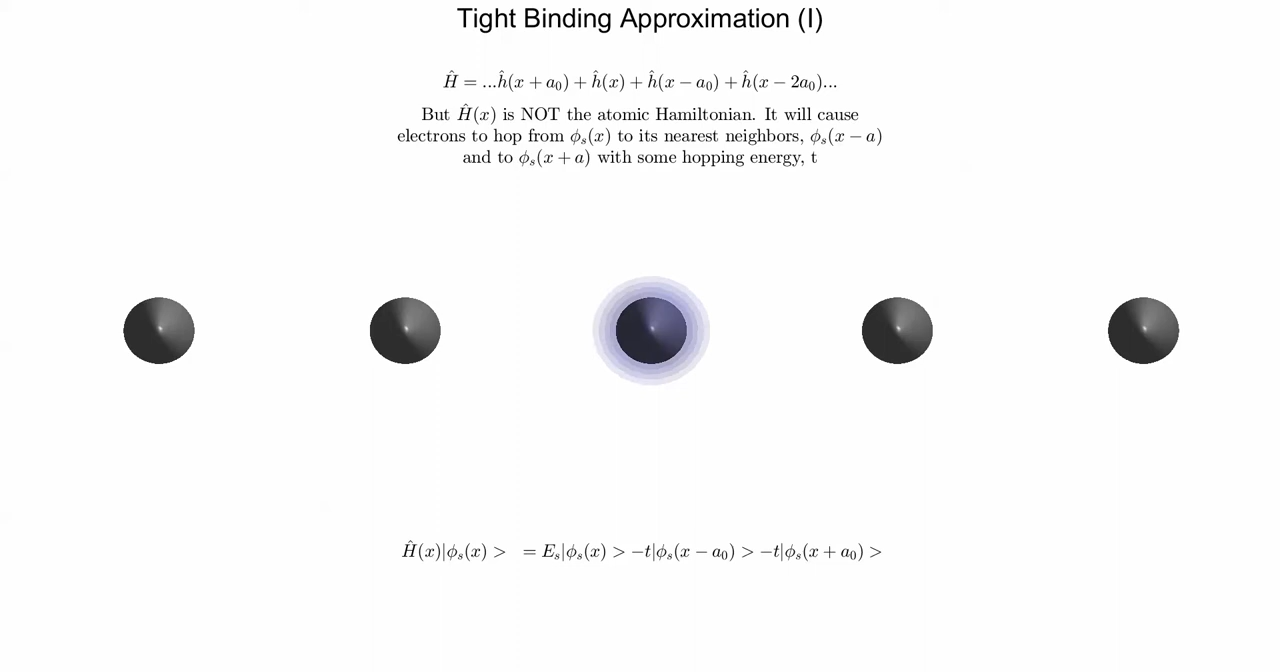 Tight Binding Approximation (I)
Ĥ = ...ĥ(x + a₀) + ĥ(x) + ĥ(x − a₀) + ĥ(x − 2a₀)...
But Ĥ(x) is NOT the atomic Hamiltonian. It will cause
electrons to hop from ϕₛ(x) to its nearest neighbors, ϕₛ(x − a)
and to ϕₛ(x + a) with some hopping energy, t
Ĥ(x)|ϕₛ(x) > = Eₛ|ϕₛ(x) > −t|ϕₛ(x − a₀) > −t|ϕₛ(x + a₀) >